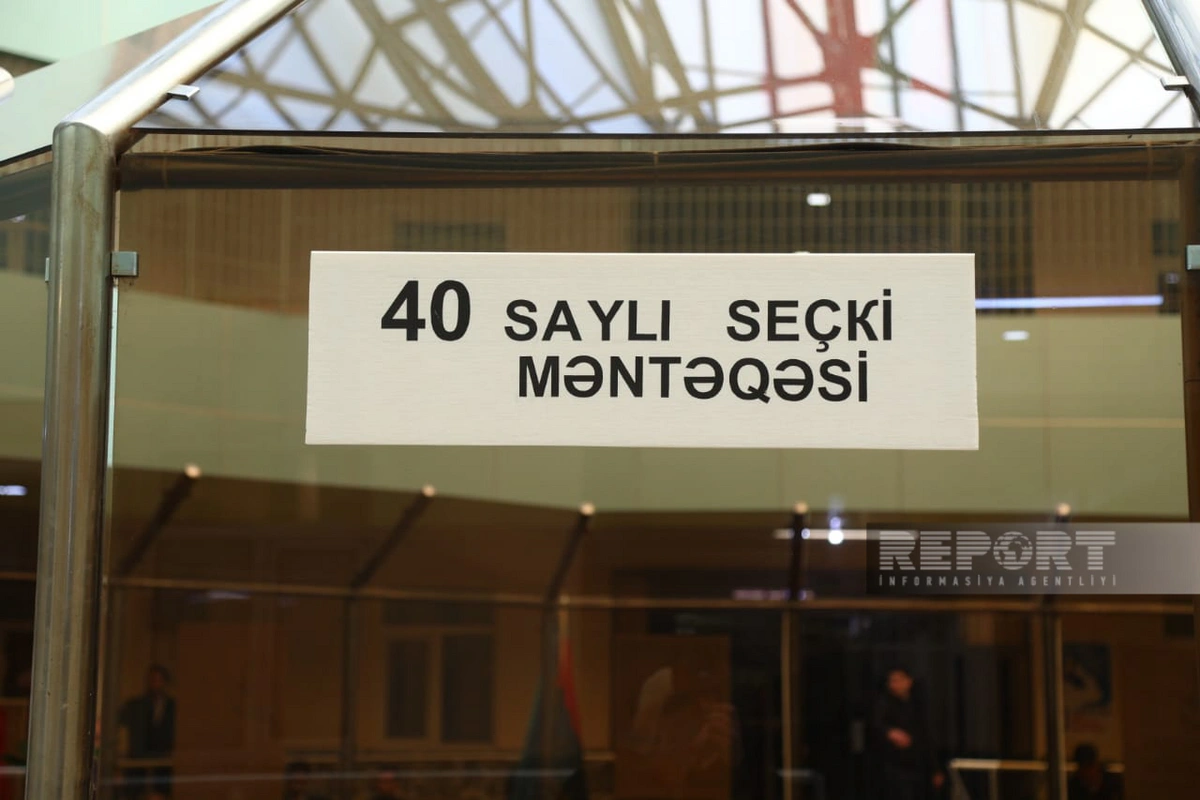 40 SAYLI SEÇKİ
MƏNTƏQƏSİ
REPORT
İNFORMASİYA AGENTLİYİ